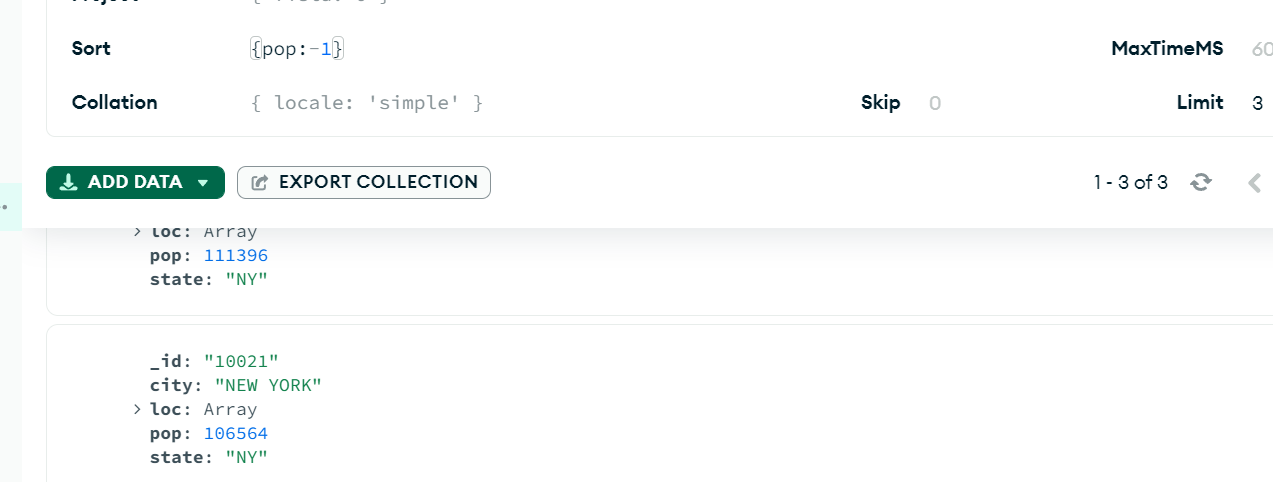 Sort {pop:-1} MaxTimeMS 60
Collation { locale: 'simple' } Skip 0 Limit 3
ADD DATA EXPORT COLLECTION 1 - 3 of 3
loc: Array
pop: 111396
state: "NY"
_id: "10021"
city: "NEW YORK"
loc: Array
pop: 106564
state: "NY"